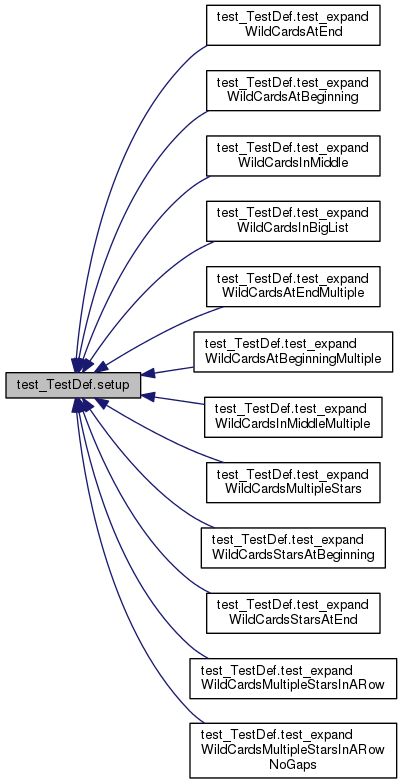 test_TestDef.test_expand
WildCardsAtEnd
test_TestDef.test_expand
WildCardsAtBeginning
test_TestDef.test_expand
WildCardsInMiddle
test_TestDef.test_expand
WildCardsInBigList
test_TestDef.test_expand
WildCardsAtEndMultiple
test_TestDef.test_expand
WildCardsAtBeginningMultiple
test_TestDef.setup
test_TestDef.test_expand
WildCardsInMiddleMultiple
test_TestDef.test_expand
WildCardsMultipleStars
test_TestDef.test_expand
WildCardsStarsAtBeginning
test_TestDef.test_expand
WildCardsStarsAtEnd
test_TestDef.test_expand
WildCardsMultipleStarsInARow
test_TestDef.test_expand
WildCardsMultipleStarsInARow
NoGaps